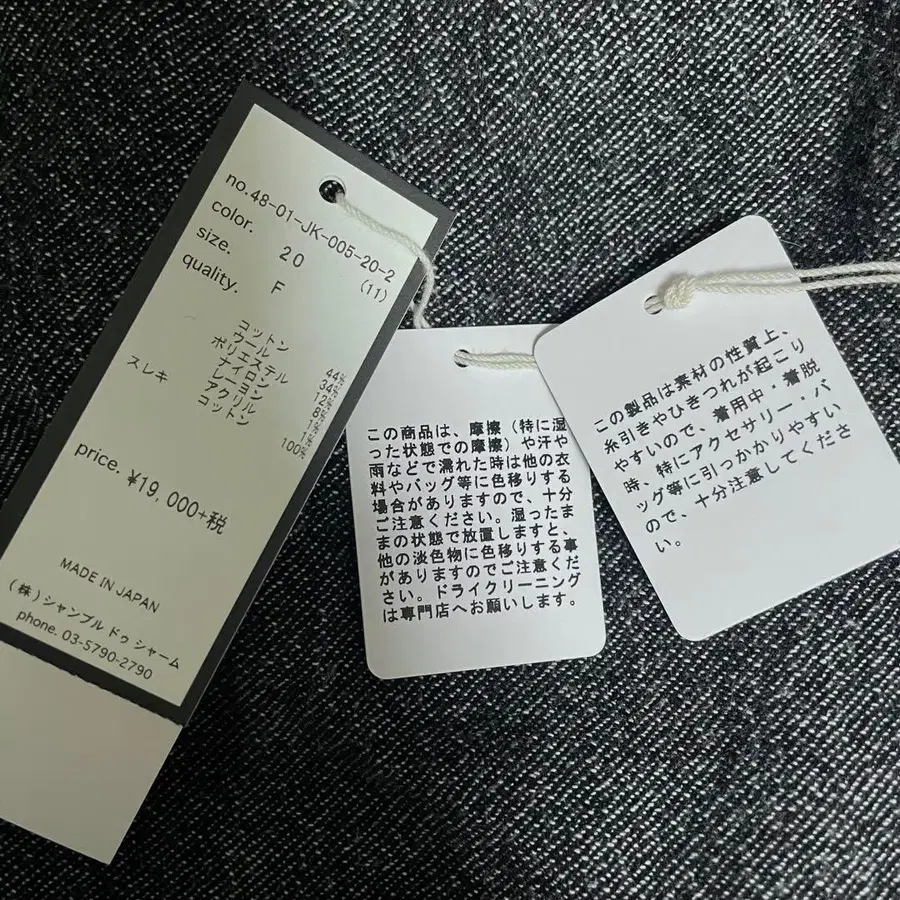 no.48-01-JK-005-20-2
(11)
color. 20
size. F
quality.
コットン 44%
ウール 34%
ポリエステル 12%
ナイロン 8%
レーヨン 1%
アクリル 1%
スレキ コットン 100%
price. ¥19,000+税
MADE IN JAPAN
(株)シャンブル ドゥ シャーム
phone. 03-5790-2790
この商品は、摩擦（特に湿
った状態での摩擦）や汗や
雨などで濡れた時は他の衣
料やバッグ等に色移りする
場合がありますので、十分
ご注意ください。湿ったま
まの状態で放置しますと、
他の淡色物に色移りする事
がありますのでご注意くだ
さい。ドライクリーニング
は専門店へお願いします。
この製品は素材の性質上、
糸引きやひきつれが起こり
やすいので、着用中・着脱
時、特にアクセサリー・バ
ッグ等に引っかかりやすい
ので、十分注意してくださ
い。